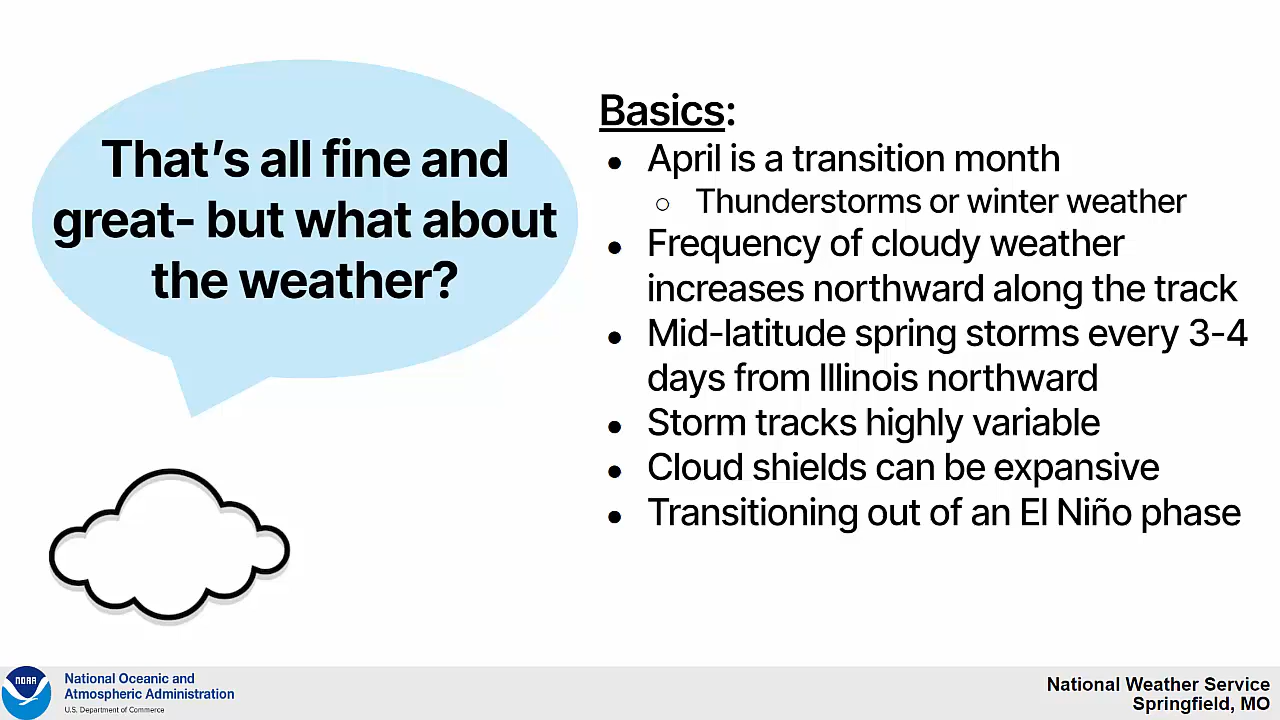 That’s all fine and
great- but what about
the weather?
Basics:
● April is a transition month
○ Thunderstorms or winter weather
● Frequency of cloudy weather
increases northward along the track
● Mid-latitude spring storms every 3-4
days from Illinois northward
● Storm tracks highly variable
● Cloud shields can be expansive
● Transitioning out of an El Niño phase
NOAA
National Oceanic and
Atmospheric Administration
U.S. Department of Commerce
National Weather Service
Springfield, MO